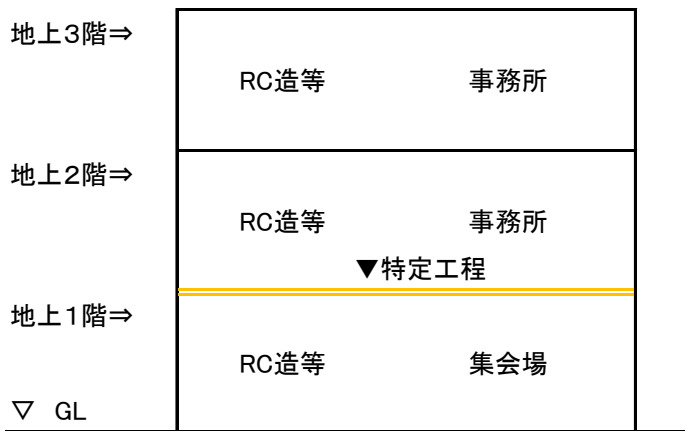 地上3階⇒
RC造等 事務所
地上2階⇒
RC造等 事務所
▼特定工程
地上1階⇒
RC造等 集会場
▽ GL